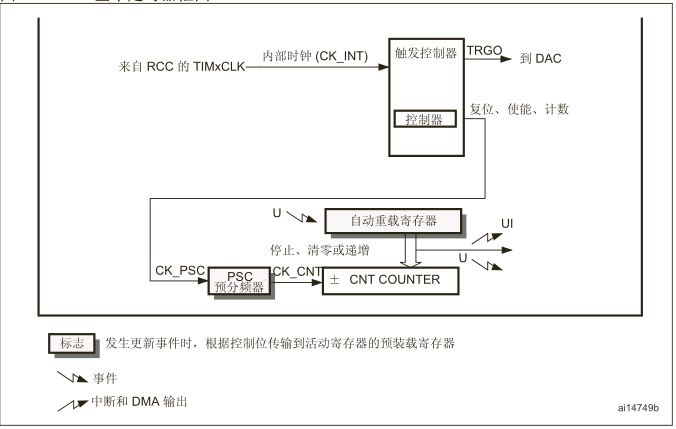 内部时钟 (CK_INT)
来自 RCC 的 TIMxCLK
触发控制器
TRGO
到 DAC
控制器
复位、使能、计数
U
自动重载寄存器
UI
停止、清零或递增
U
CK_PSC
PSC
预分频器
CK_CNT
± CNT COUNTER
标志 发生更新事件时，根据控制位传输到活动寄存器的预装载寄存器
事件
中断和 DMA 输出
ai14749b